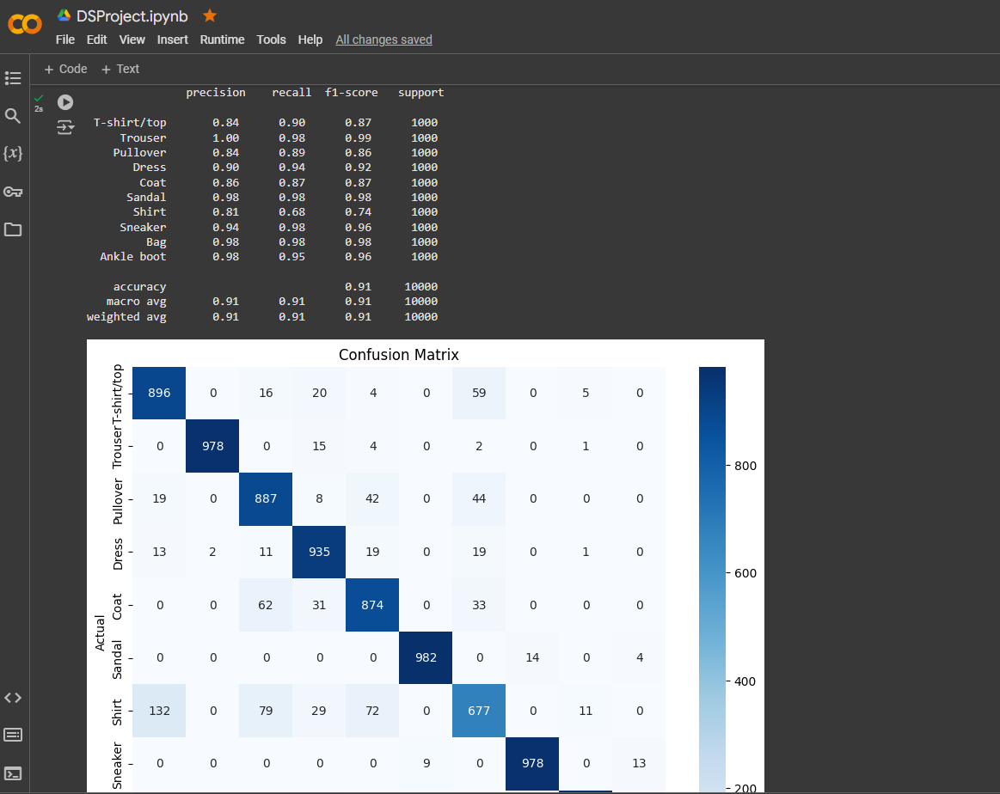 DSProject.ipynb
File Edit View Insert Runtime Tools Help All changes saved
+ Code + Text
2s
precision recall f1-score support
T-shirt/top 0.84 0.90 0.87 1000
Trouser 1.00 0.98 0.99 1000
Pullover 0.84 0.89 0.86 1000
Dress 0.90 0.94 0.92 1000
Coat 0.86 0.87 0.87 1000
Sandal 0.98 0.98 0.98 1000
Shirt 0.81 0.68 0.74 1000
Sneaker 0.94 0.98 0.96 1000
Bag 0.98 0.98 0.98 1000
Ankle boot 0.98 0.95 0.96 1000
accuracy 0.91 10000
macro avg 0.91 0.91 0.91 10000
weighted avg 0.91 0.91 0.91 10000
Confusion Matrix
T-shirt/top 896 0 16 20 4 0 59 0 5 0
Trouser 0 978 0 15 4 0 2 0 1 0
800
Pullover 19 0 887 8 42 0 44 0 0 0
Dress 13 2 11 935 19 0 19 0 1 0
600
Coat 0 0 62 31 874 0 33 0 0 0
Actual
Sandal 0 0 0 0 0 982 0 14 0 4
400
Shirt 132 0 79 29 72 0 677 0 11 0
Sneaker 0 0 0 0 0 9 0 978 0 13
200